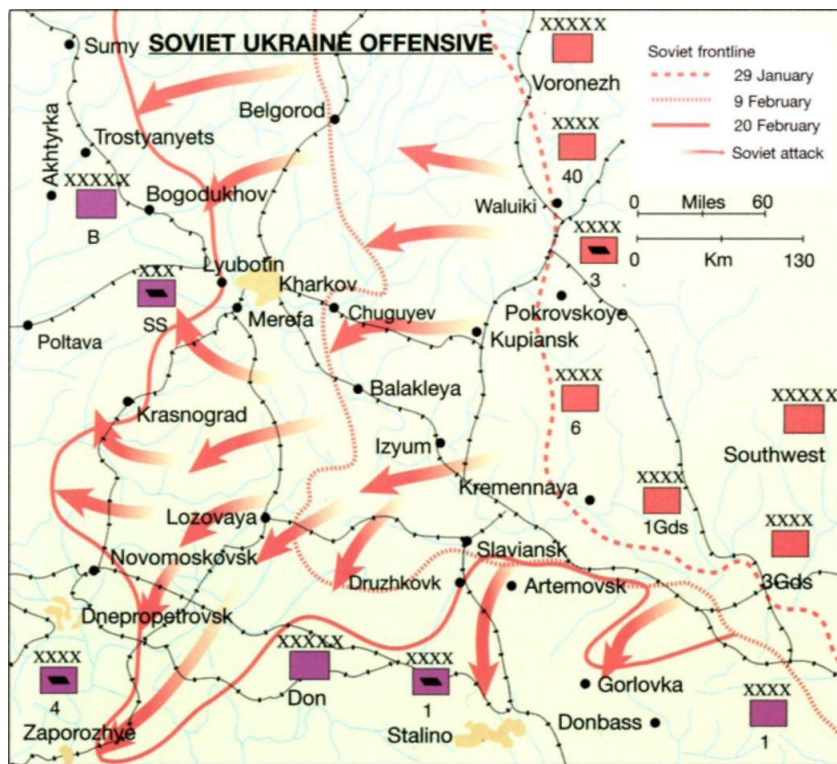 SOVIET UKRAINE OFFENSIVE
Soviet frontline
29 January
9 February
20 February
Soviet attack
0 Miles 60
0 Km 130
Sumy
XXXXX
Voronezh
Belgorod
Trostyanyets
Akhtyrka
XXXX
40
XXXXX
B
Bogodukhov
Waluiki
XXXX
3
Lyubotin
XXX
SS
Kharkov
Merefa
Chuguyev
Pokrovskoye
Kupiansk
Poltava
Balakleya
XXXX
6
Krasnograd
XXXXX
Southwest
Izyum
Kremennaya
XXXX
1Gds
Lozovaya
XXXX
3Gds
Slaviansk
Novomoskovsk
Druzhkovk
Artemovsk
Dnepropetrovsk
XXXX
4
XXXXX
Don
XXXX
1
Gorlovka
XXXX
1
Zaporozhye
Stalino
Donbass